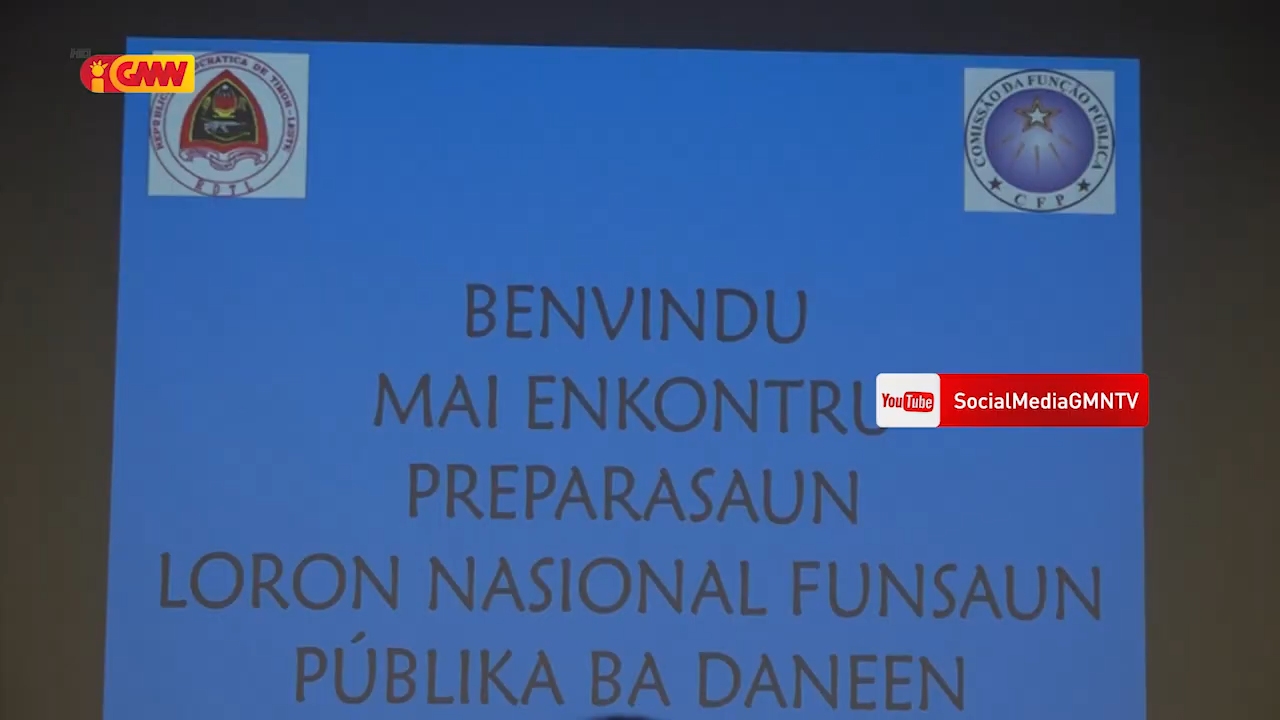 GMN
REPUBLICA DEMOCRATICA DE TIMOR-LESTE
RDTL
COMISSÃO DA FUNÇÃO PÚBLICA
CFP
BENVINDU
MAI ENKONTRU
YouTube SocialMediaGMNTV
PREPARASAUN
LORON NASIONAL FUNSAUN
PÚBLIKA BA DANEEN